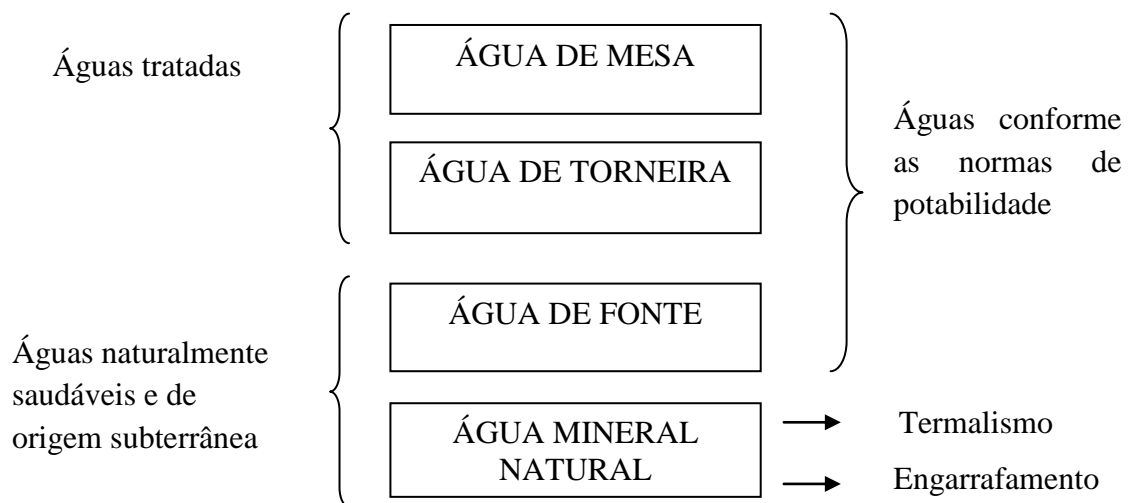 Águas tratadas
ÁGUA DE MESA
ÁGUA DE TORNEIRA
Águas conforme
as normas de
potabilidade
Águas naturalmente
saudáveis e de
origem subterrânea
ÁGUA DE FONTE
ÁGUA MINERAL
NATURAL
Termalismo
Engarrafamento